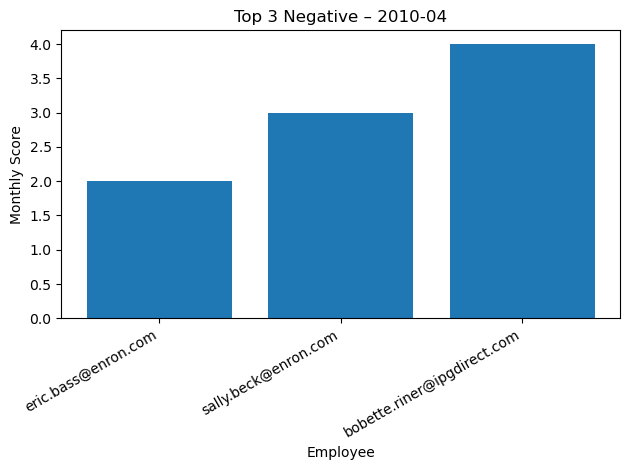 Top 3 Negative – 2010-04
Monthly Score
4.0
3.5
3.0
2.5
2.0
1.5
1.0
0.5
0.0
eric.bass@enron.com
sally.beck@enron.com
bobette.riner@ipgdirect.com
Employee